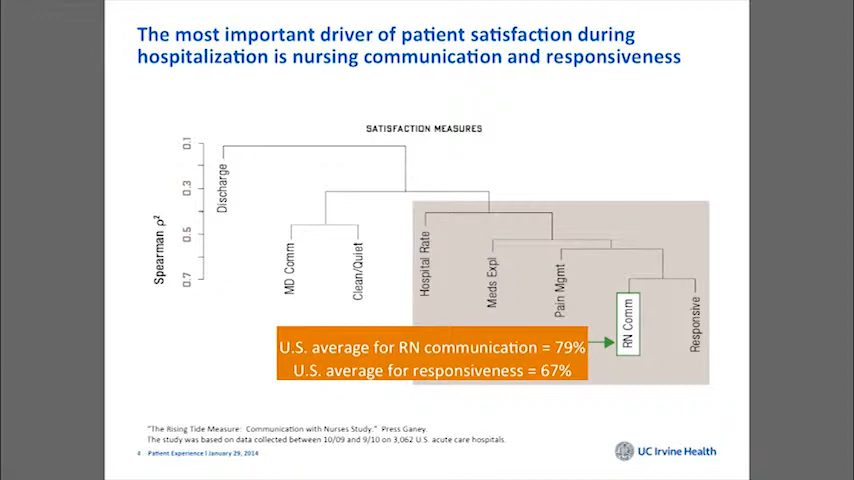 The most important driver of patient satisfaction during
hospitalization is nursing communication and responsiveness
SATISFACTION MEASURES
Spearman ρ²
0.1
0.3
0.5
0.7
Discharge
MD Comm
Clean/Quiet
Hospital Rate
Meds Expl
Pain Mgmt
RN Comm
Responsive
U.S. average for RN communication = 79%
U.S. average for responsiveness = 67%
"The Rising Tide Measure: Communication with Nurses Study." Press Ganey.
The study was based on data collected between 10/09 and 9/10 on 3,062 U.S. acute care hospitals.
4 Patient Experience I January 29, 2014
UC Irvine Health